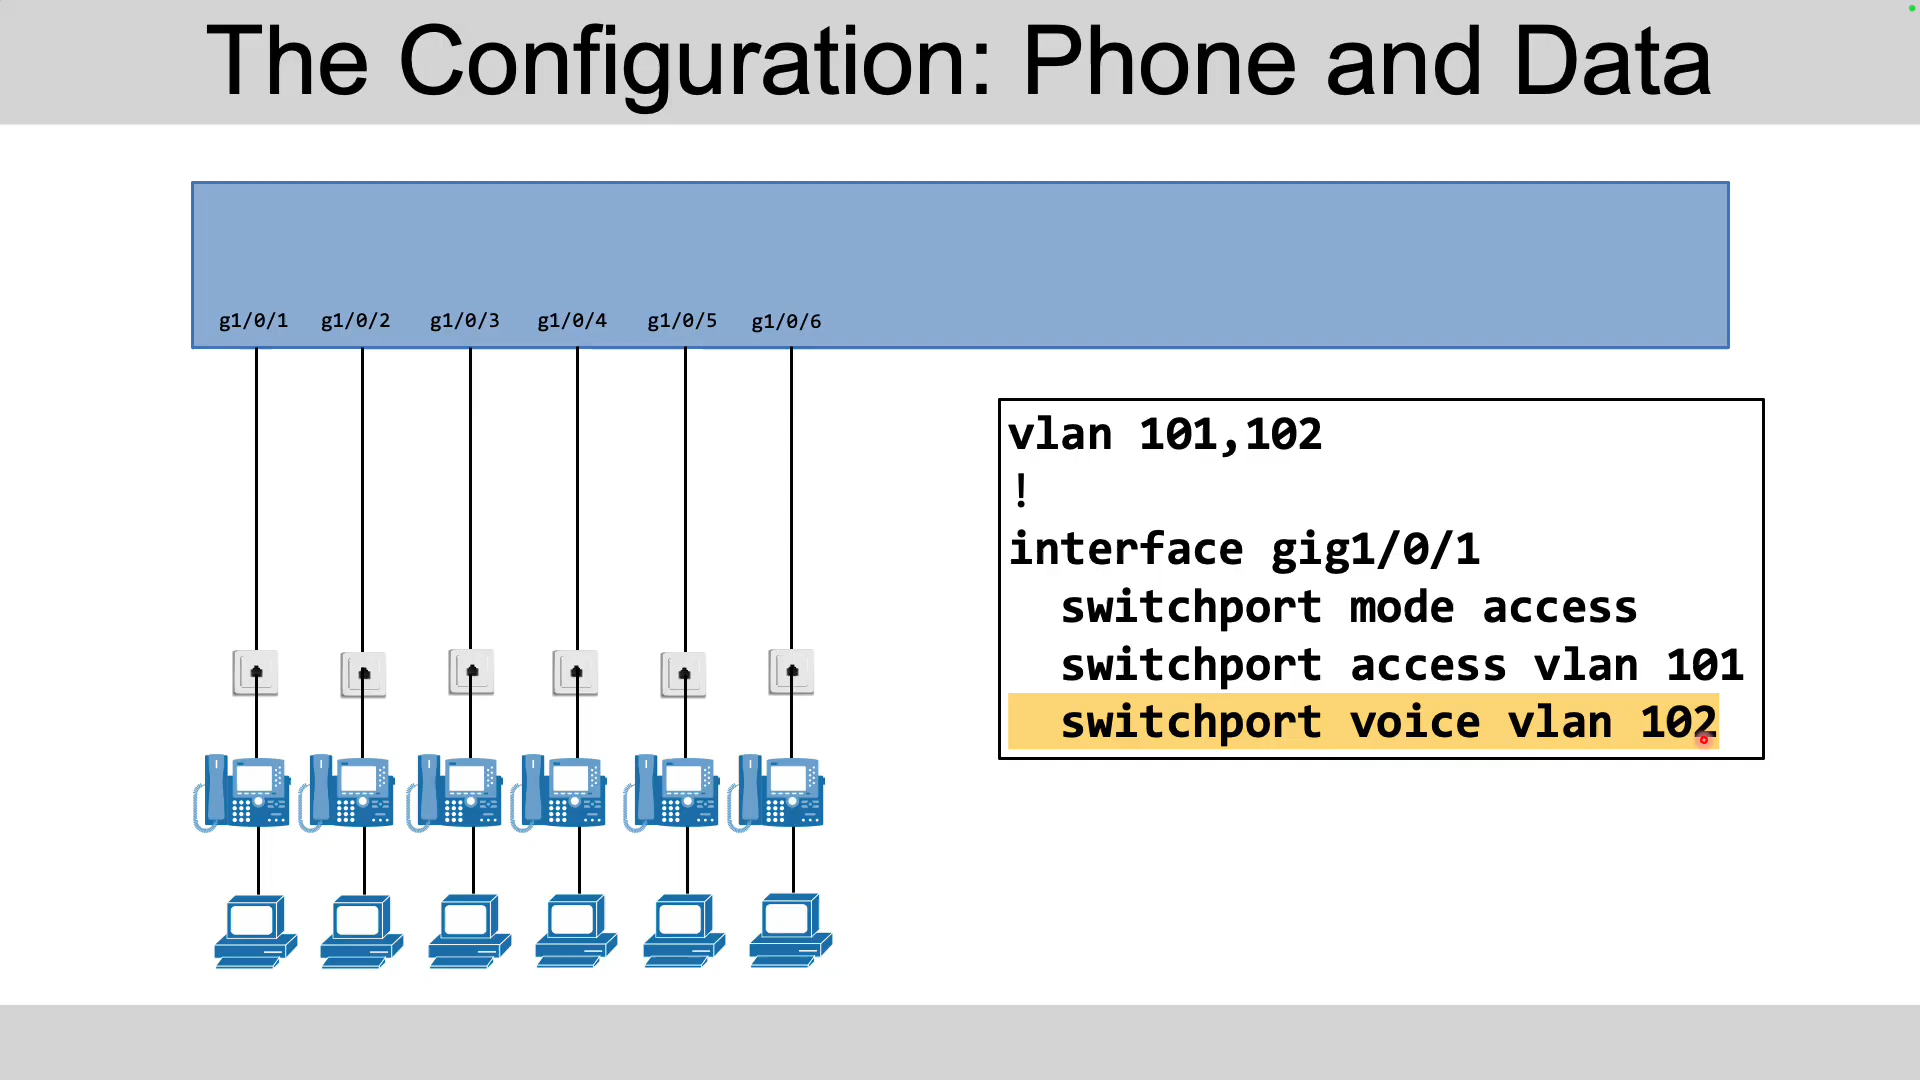 The Configuration: Phone and Data
g1/0/1 g1/0/2 g1/0/3 g1/0/4 g1/0/5 g1/0/6
vlan 101,102
!
interface gig1/0/1
  switchport mode access
  switchport access vlan 101
  switchport voice vlan 102